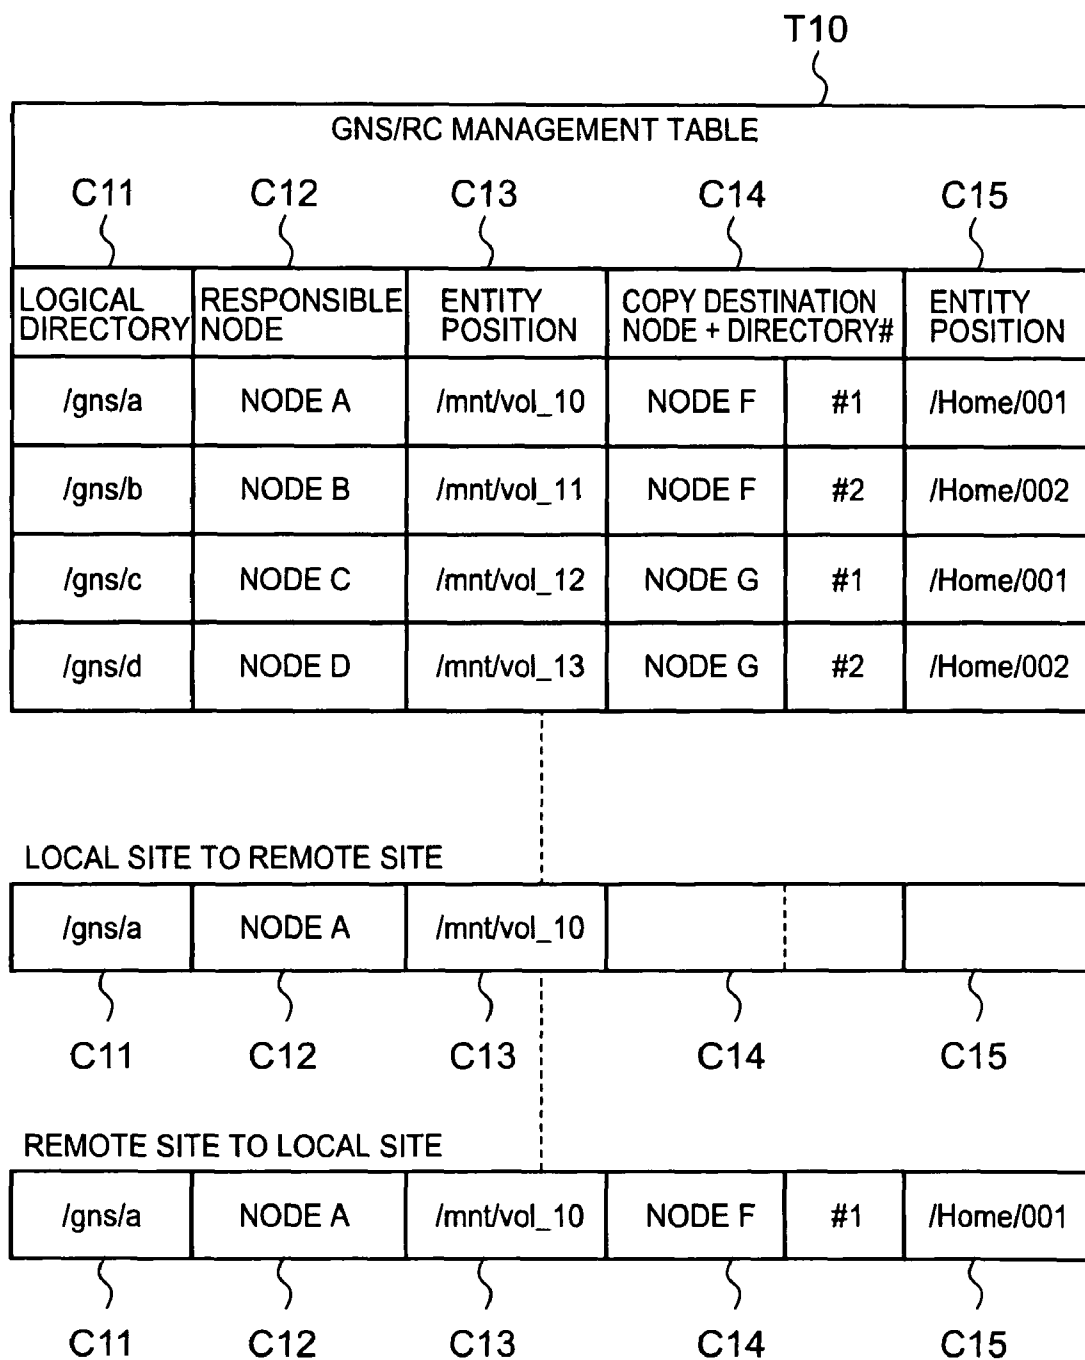 T10
GNS/RC MANAGEMENT TABLE
C11 C12 C13 C14 C15
LOGICAL DIRECTORY RESPONSIBLE NODE ENTITY POSITION COPY DESTINATION NODE + DIRECTORY# ENTITY POSITION
/gns/a NODE A /mnt/vol_10 NODE F #1 /Home/001
/gns/b NODE B /mnt/vol_11 NODE F #2 /Home/002
/gns/c NODE C /mnt/vol_12 NODE G #1 /Home/001
/gns/d NODE D /mnt/vol_13 NODE G #2 /Home/002
LOCAL SITE TO REMOTE SITE
/gns/a NODE A /mnt/vol_10
C11 C12 C13 C14 C15
REMOTE SITE TO LOCAL SITE
/gns/a NODE A /mnt/vol_10 NODE F #1 /Home/001
C11 C12 C13 C14 C15